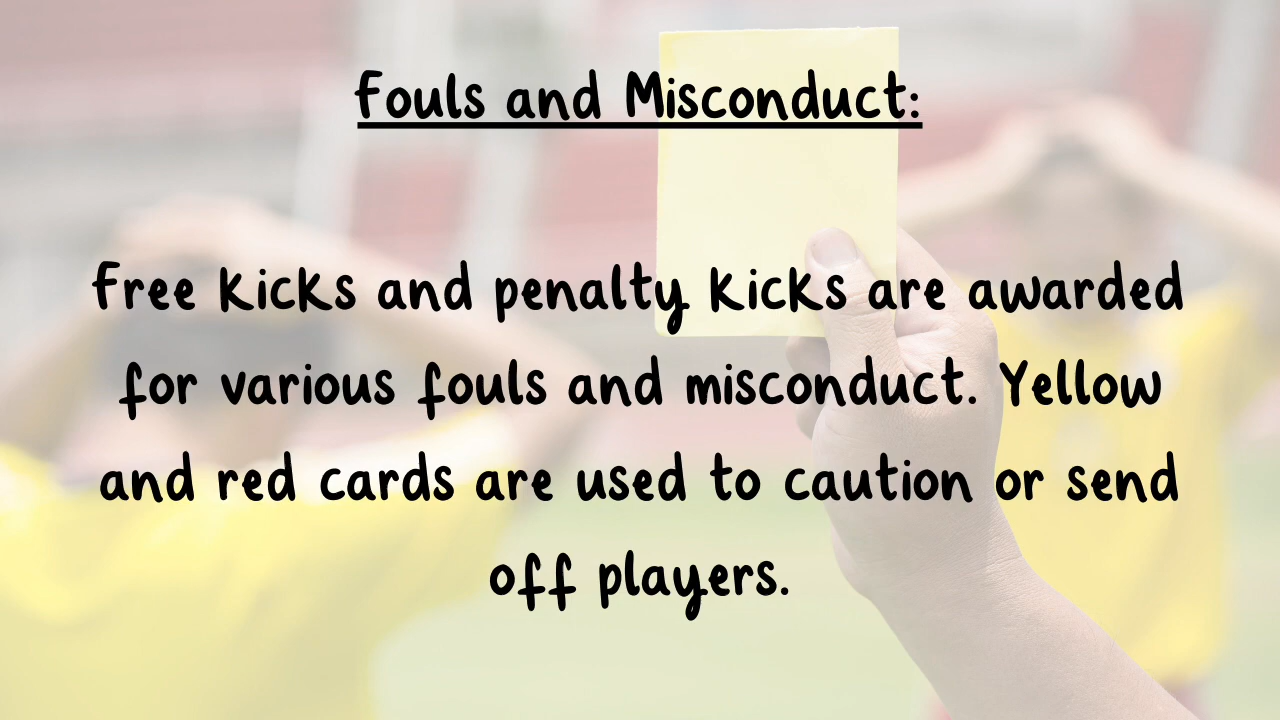 Fouls and Misconduct:
Free kicks and penalty kicks are awarded
for various fouls and misconduct. Yellow
and red cards are used to caution or send
off players.